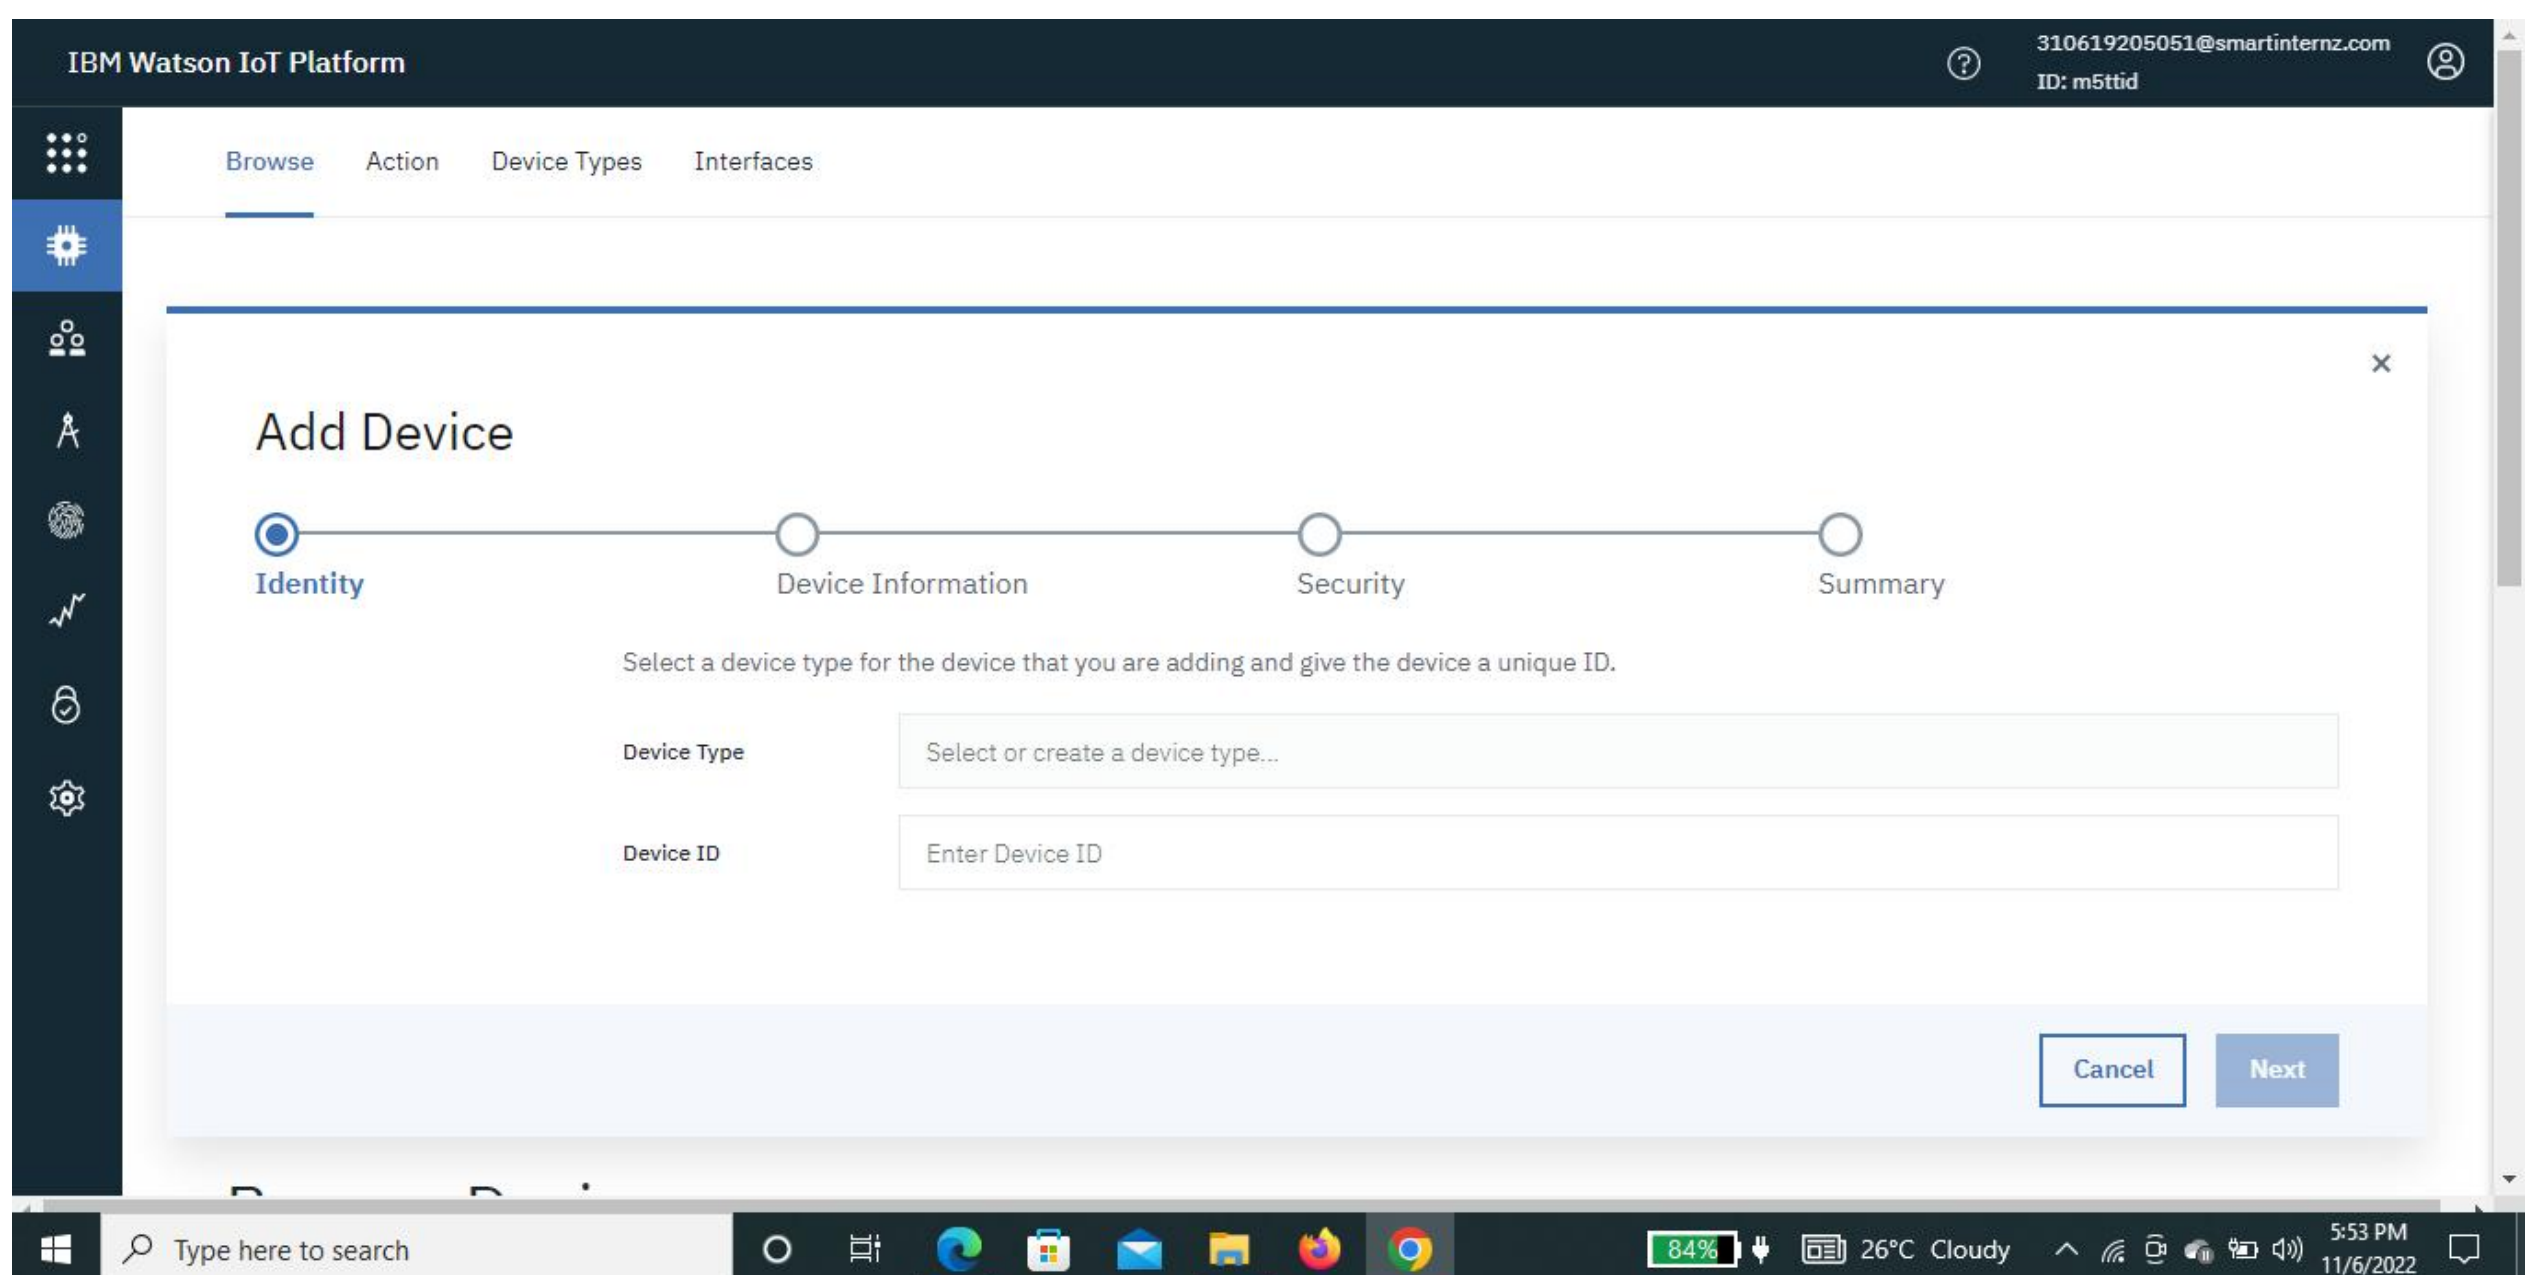 IBM Watson IoT Platform
310619205051@smartinternz.com
ID: m5ttid
Browse Action Device Types Interfaces
Add Device
Identity Device Information Security Summary
Select a device type for the device that you are adding and give the device a unique ID.
Device Type Select or create a device type...
Device ID Enter Device ID
Cancel Next
Type here to search
84% 26°C Cloudy
5:53 PM
11/6/2022